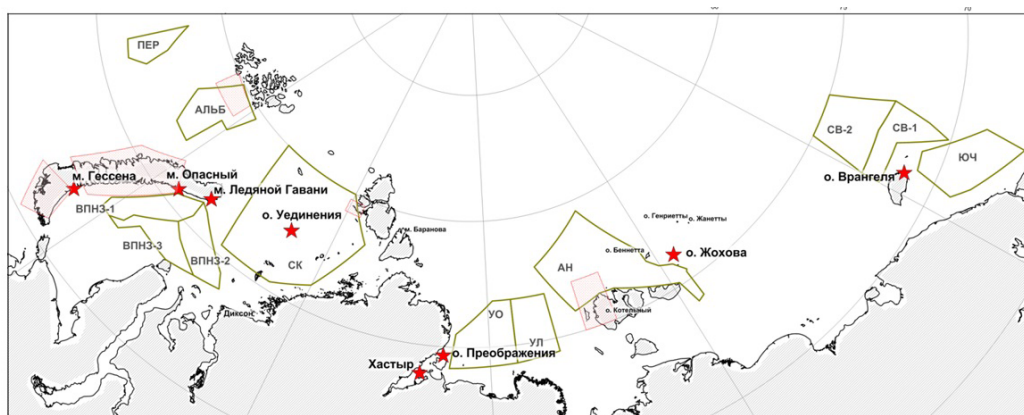 ПЕР
АЛЬБ
м. Гессена
м. Опасный
м. Ледяной Гавани
ВПНЗ-1
о. Уединения
ВПНЗ-3
ВПНЗ-2
СК
м. Баранова
Диксон
СВ-2
СВ-1
ЮЧ
о. Врангеля
о. Генриетты
о. Жанетты
о. Беннетта
о. Жохова
АН
о. Котельный
УО
УЛ
о. Преображения
Хастыр